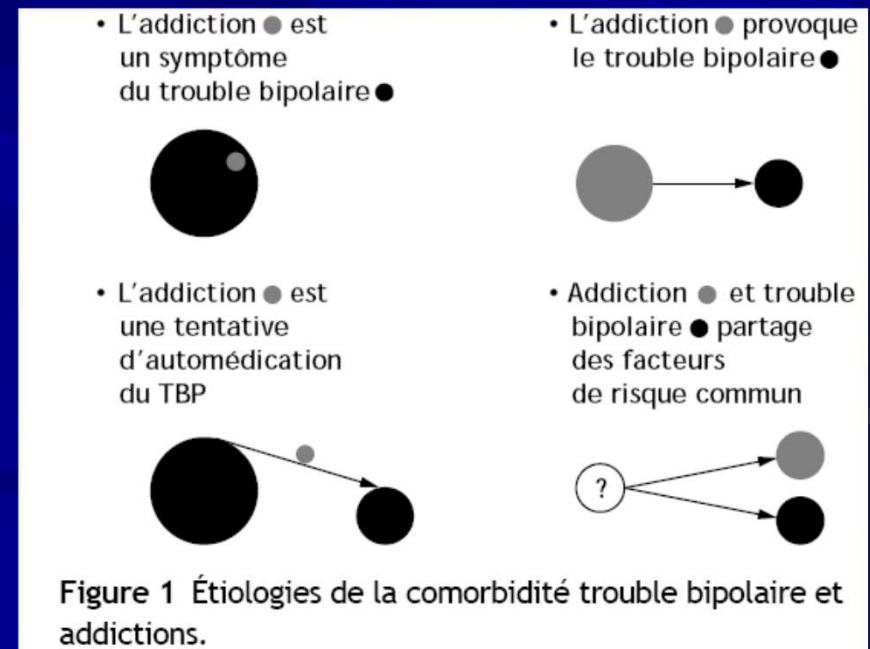 • L'addiction ● est
un symptôme
du trouble bipolaire ●
• L'addiction ● provoque
le trouble bipolaire ●
• L'addiction ● est
une tentative
d'automédication
du TBP
• Addiction ● et trouble
bipolaire ● partage
des facteurs
de risque commun
?
Figure 1 Étiologies de la comorbidité trouble bipolaire et
addictions.